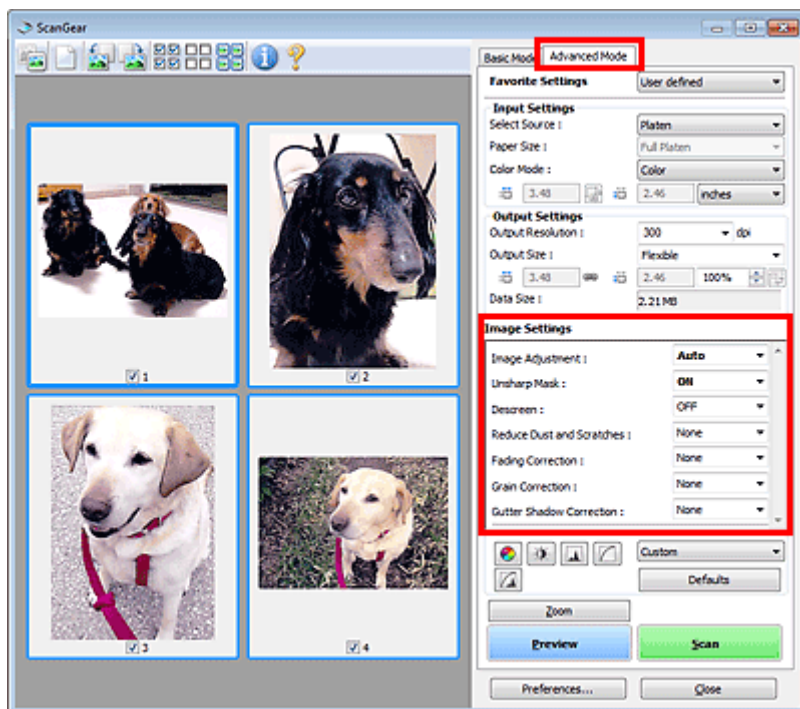 ScanGear
Basic Mode Advanced Mode
Favorite Settings User defined
Input Settings
Select Source : Platen
Paper Size : Full Platen
Color Mode : Color
3.48 2.46 inches
Output Settings
Output Resolution : 300 dpi
Output Size : Flexible
3.48 2.46 100%
Data Size : 2.21 MB
Image Settings
Image Adjustment : Auto
Unsharp Mask : ON
Descreen : OFF
Reduce Dust and Scratches : None
Fading Correction : None
Grain Correction : None
Gutter Shadow Correction : None
Custom
Defaults
Zoom
Preview Scan
Preferences... Close
1 2
3 4